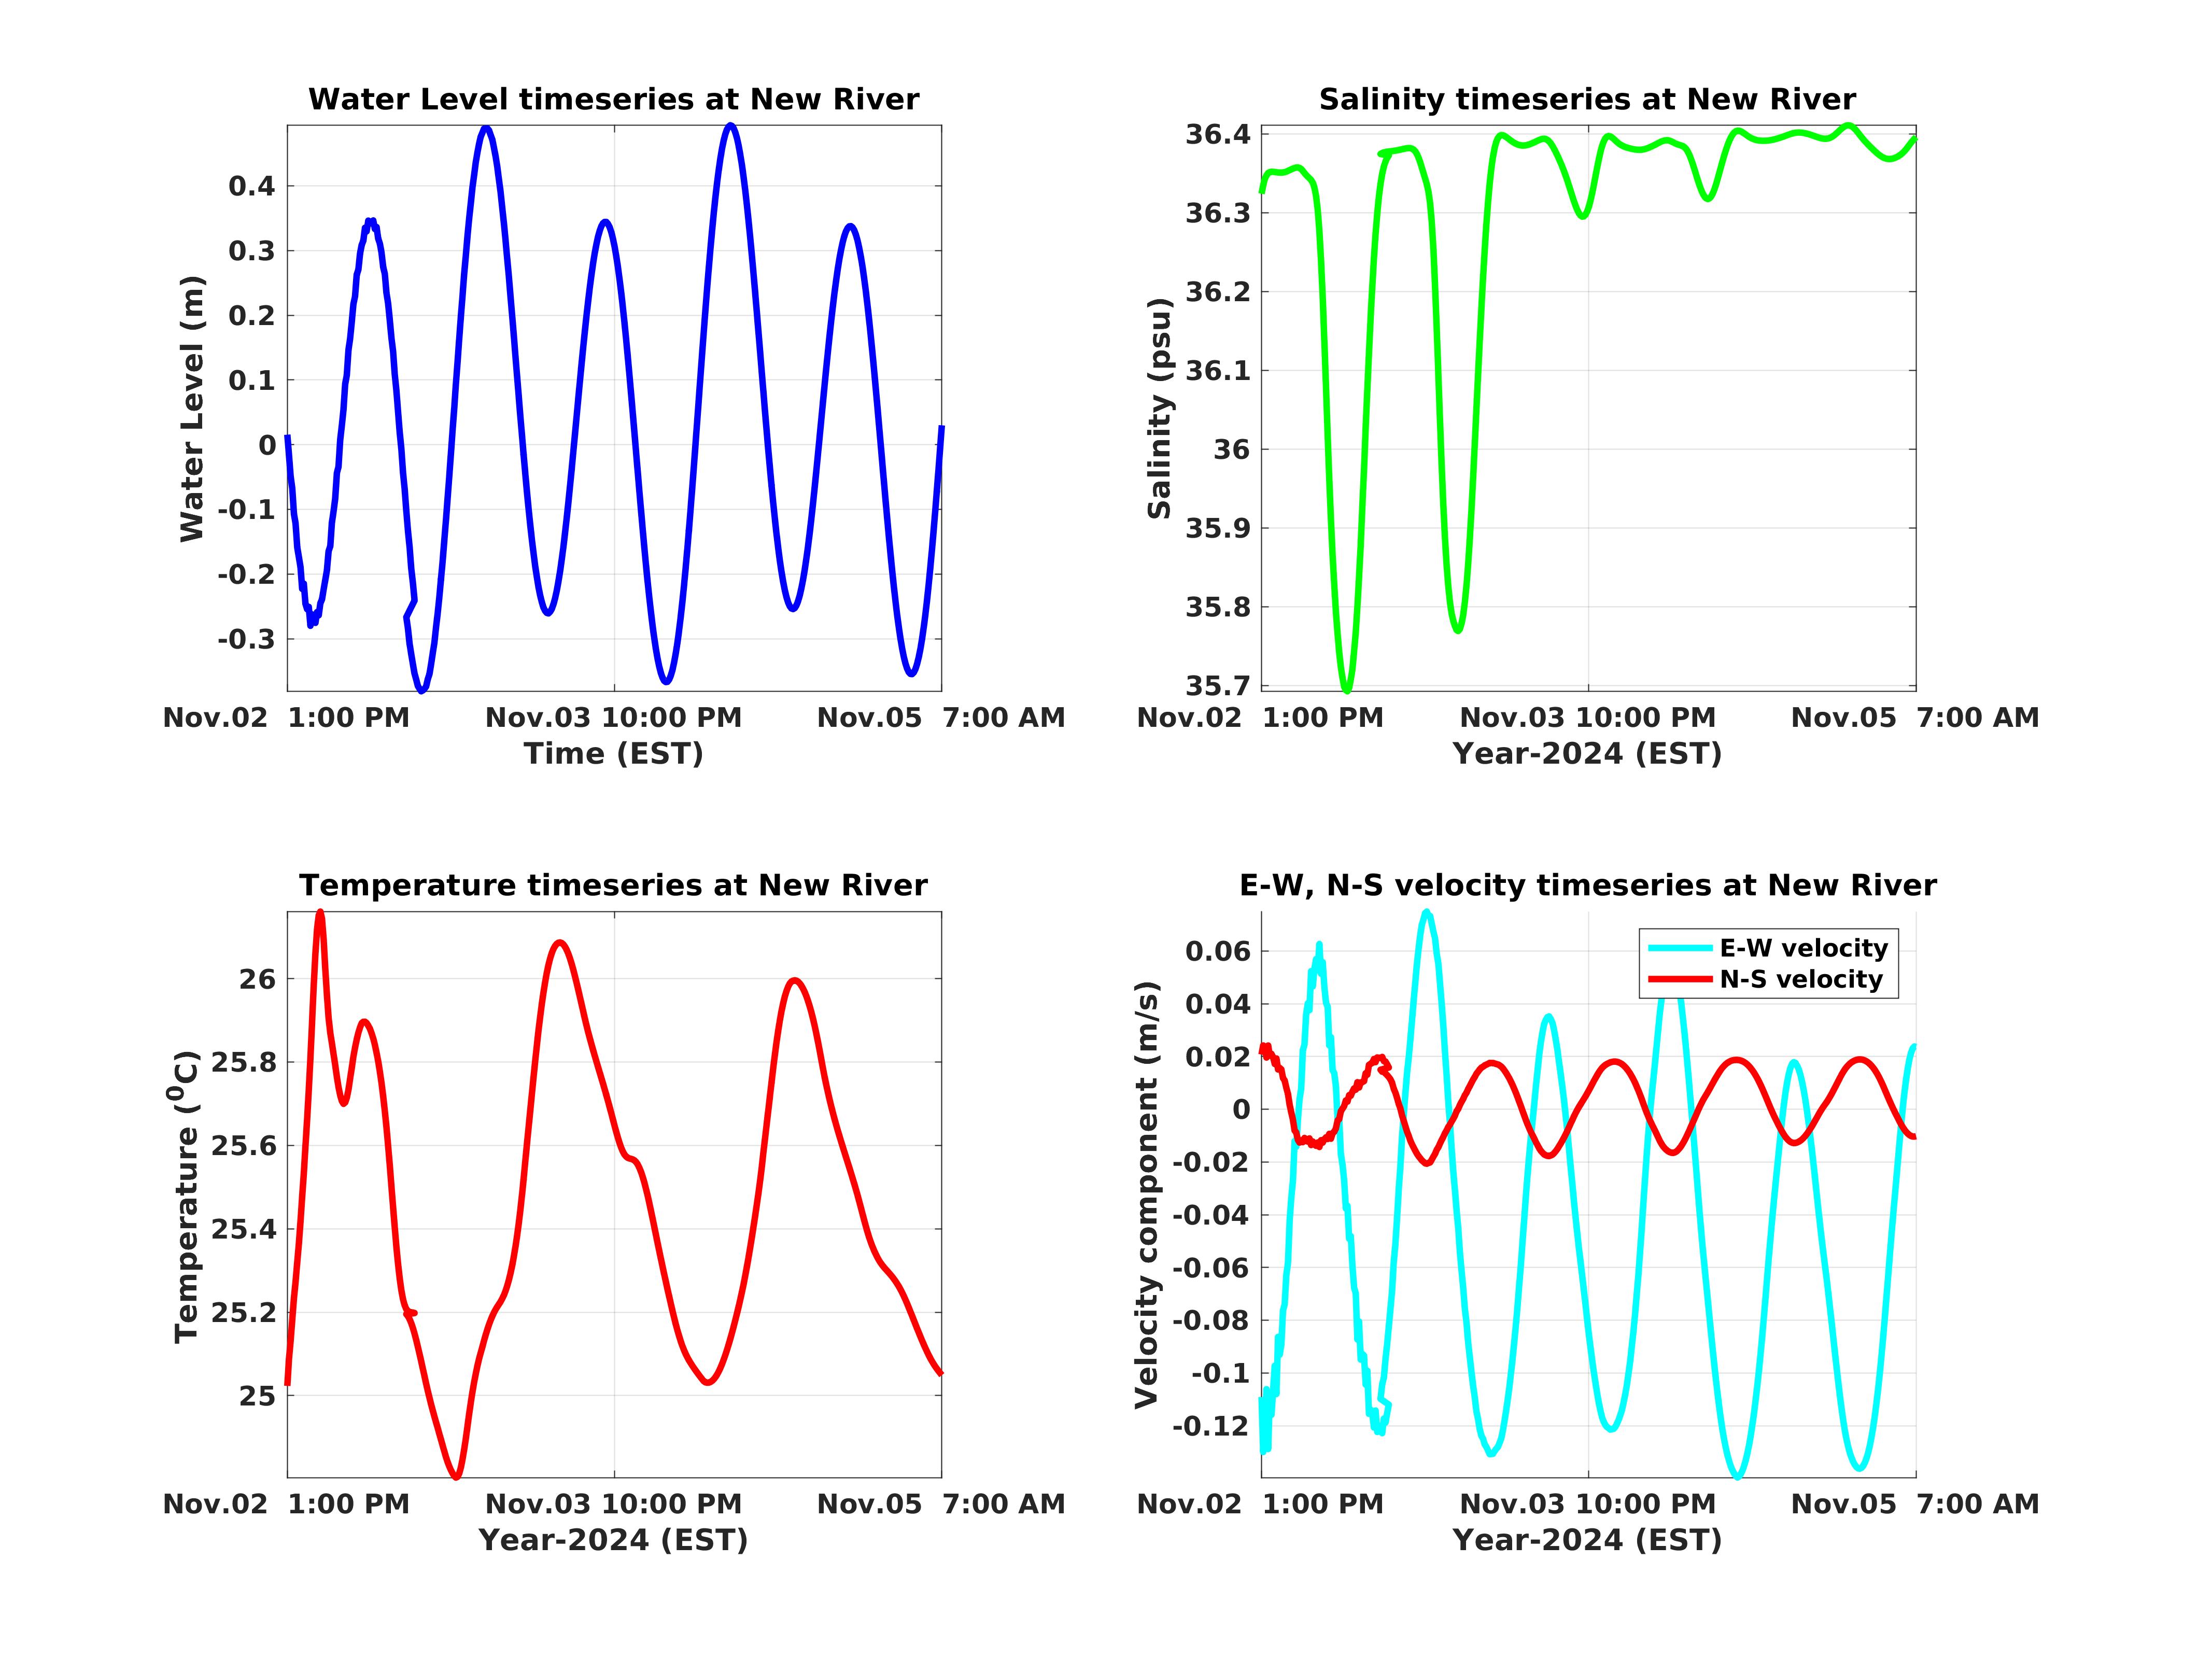 Water Level timeseries at New River
Water Level (m)
0.4
0.3
0.2
0.1
0
-0.1
-0.2
-0.3
Nov.02 1:00 PM Nov.03 10:00 PM Nov.05 7:00 AM
Time (EST)
Salinity timeseries at New River
Salinity (psu)
36.4
36.3
36.2
36.1
36
35.9
35.8
35.7
Nov.02 1:00 PM Nov.03 10:00 PM Nov.05 7:00 AM
Year-2024 (EST)
Temperature timeseries at New River
Temperature (⁰C)
26
25.8
25.6
25.4
25.2
25
Nov.02 1:00 PM Nov.03 10:00 PM Nov.05 7:00 AM
Year-2024 (EST)
E-W, N-S velocity timeseries at New River
Velocity component (m/s)
0.06
0.04
0.02
0
-0.02
-0.04
-0.06
-0.08
-0.1
-0.12
E-W velocity
N-S velocity
Nov.02 1:00 PM Nov.03 10:00 PM Nov.05 7:00 AM
Year-2024 (EST)